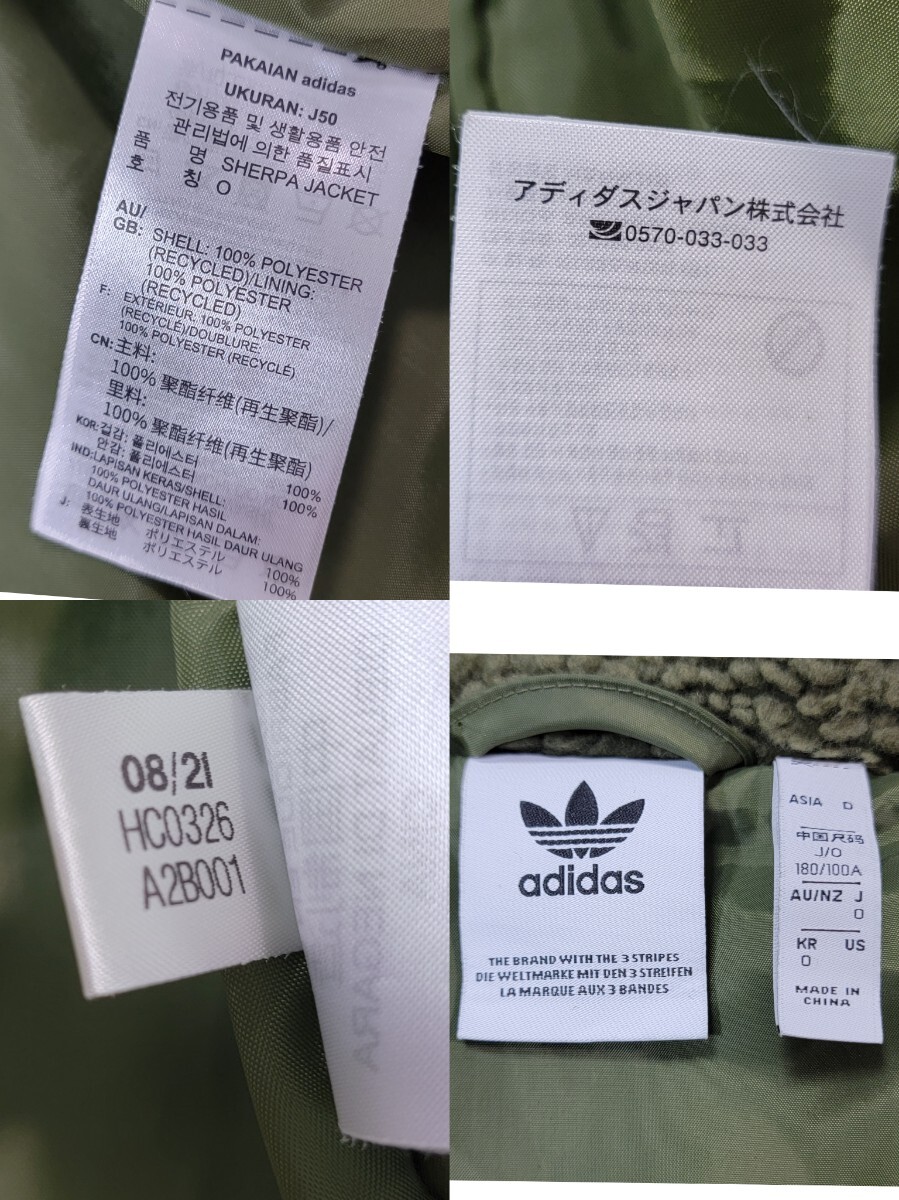 PAKAIAN adidas
UKURAN: J50
전기용품 및 생활용품 안전
관리법에 의한 품질표시
품 명 SHERPA JACKET
호 칭 O
AU/
GB: SHELL: 100% POLYESTER
(RECYCLED)/LINING:
100% POLYESTER
(RECYCLED)
F: EXTÉRIEUR: 100% POLYESTER
(RECYCLÉ)/DOUBLURE:
100% POLYESTER (RECYCLÉ)
CN:主料:
100% 聚酯纤维(再生聚酯)/
里料:
100% 聚酯纤维(再生聚酯)
KOR:겉감: 폴리에스터 100%
안감: 폴리에스터 100%
IND:LAPISAN KERAS/SHELL:
100% POLYESTER HASIL
DAUR ULANG/LAPISAN DALAM:
100% POLYESTER HASIL DAUR ULANG
J: 表生地 ポリエステル 100%
裏生地 ポリエステル 100%
アディダスジャパン株式会社
0570-033-033
08/21
HC0326
A2B001
adidas
THE BRAND WITH THE 3 STRIPES
DIE WELTMARKE MIT DEN 3 STREIFEN
LA MARQUE AUX 3 BANDES
ASIA O
中国尺码
J/O
180/100A
AU/NZ J
O
KR US
O
MADE IN
CHINA